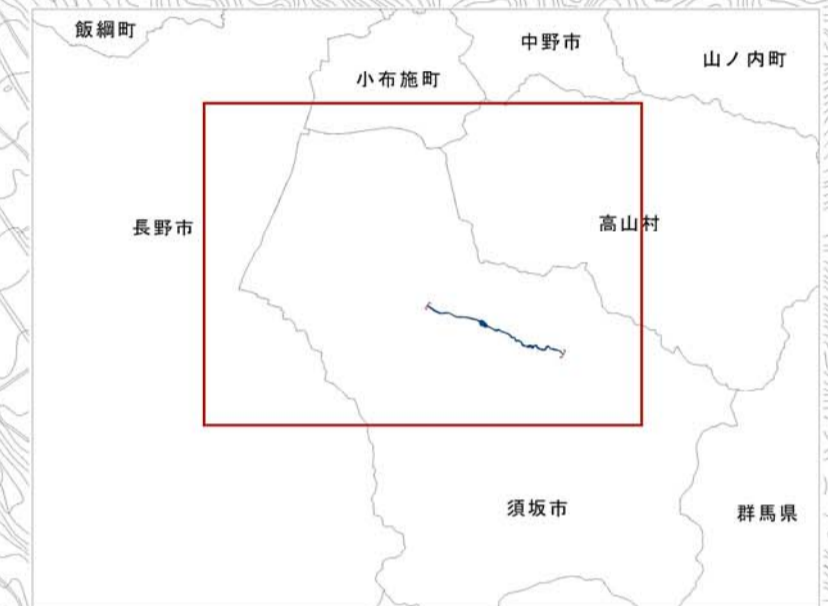 飯綱町
中野市
山ノ内町
小布施町
長野市
高山村
須坂市
群馬県